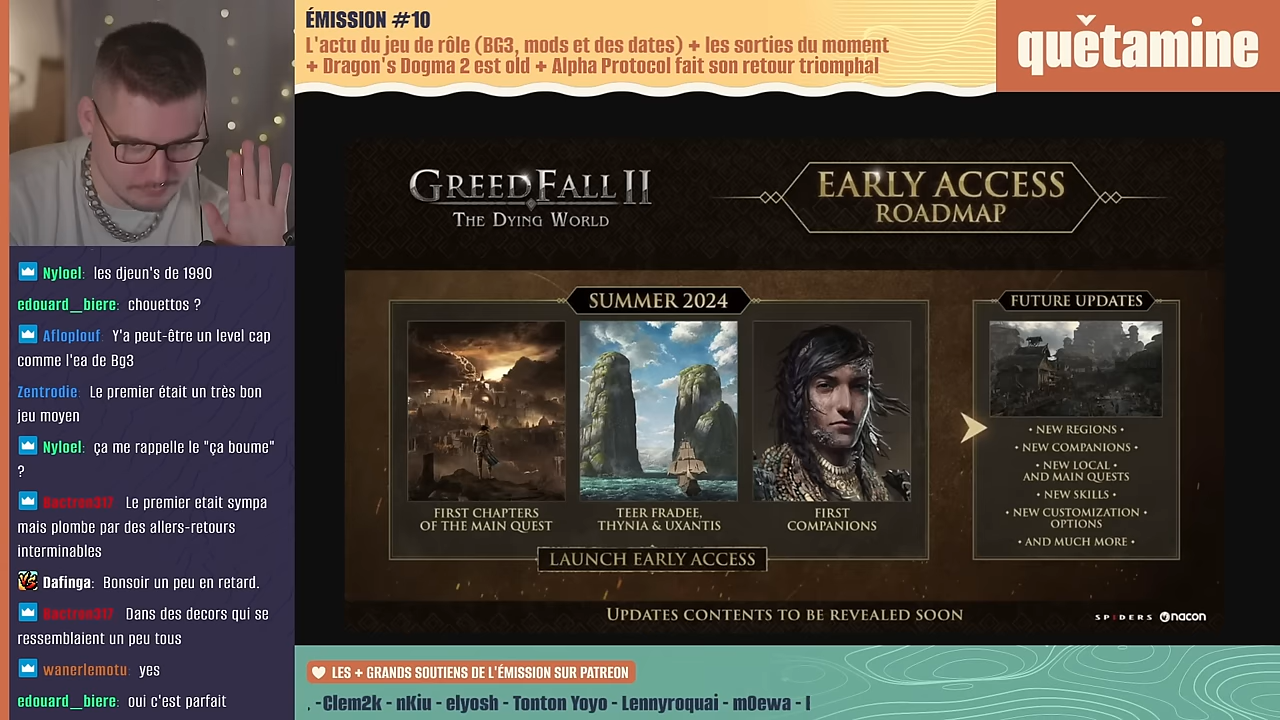 ÉMISSION #10
L'actu du jeu de rôle (BG3, mods et des dates) + les sorties du moment
+ Dragon's Dogma 2 est old + Alpha Protocol fait son retour triomphal
quětamine
GREEDFALL II
THE DYING WORLD
EARLY ACCESS
ROADMAP
SUMMER 2024
FIRST CHAPTERS
OF THE MAIN QUEST
TEER FRADEE,
THYNIA & UXANTIS
FIRST
COMPANIONS
LAUNCH EARLY ACCESS
FUTURE UPDATES
• NEW REGIONS •
• NEW COMPANIONS •
• NEW LOCAL •
AND MAIN QUESTS
• NEW SKILLS •
• NEW CUSTOMIZATION •
OPTIONS
• AND MUCH MORE •
UPDATES CONTENTS TO BE REVEALED SOON
SPIDERS nacon
Nyloel: les djeun's de 1990
edouard__biere: chouettos ?
Afloplouf: Y'a peut-être un level cap
comme l'ea de Bg3
Zentrodie: Le premier était un très bon
jeu moyen
Nyloel: ça me rappelle le "ça boume"
?
Bactron317: Le premier etait sympa
mais plombe par des allers-retours
interminables
Dafinga: Bonsoir un peu en retard.
Bactron317: Dans des decors qui se
ressemblaient un peu tous
wanerlemotu: yes
edouard__biere: oui c'est parfait
LES + GRANDS SOUTIENS DE L'ÉMISSION SUR PATREON
. -Clem2k - nKiu - elyosh - Tonton Yoyo - Lennyroquai - m0ewa -